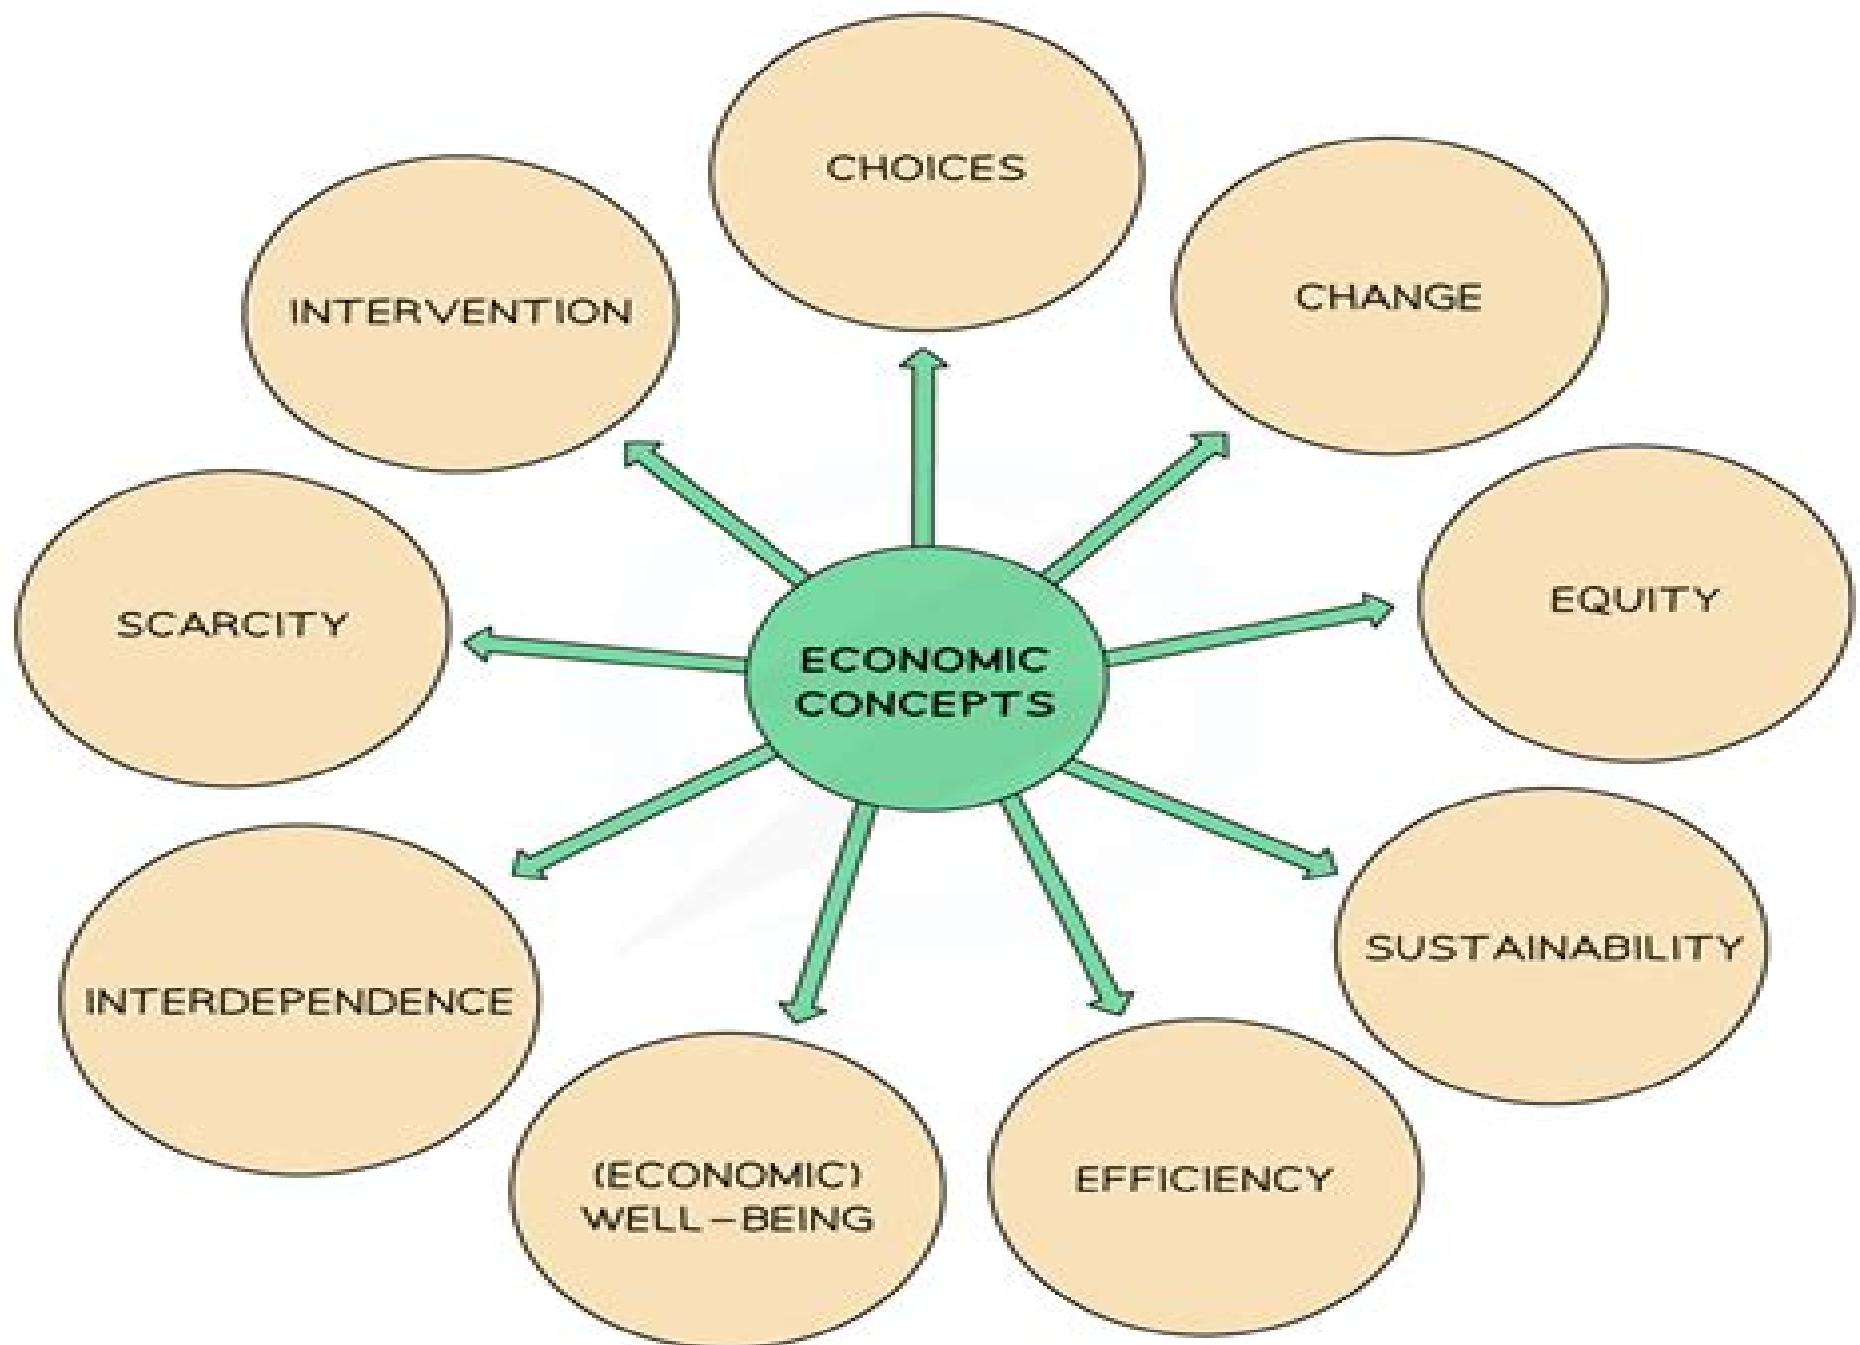 CHOICES
INTERVENTION
CHANGE
SCARCITY
EQUITY
ECONOMIC
CONCEPTS
INTERDEPENDENCE
SUSTAINABILITY
(ECONOMIC)
WELL-BEING
EFFICIENCY